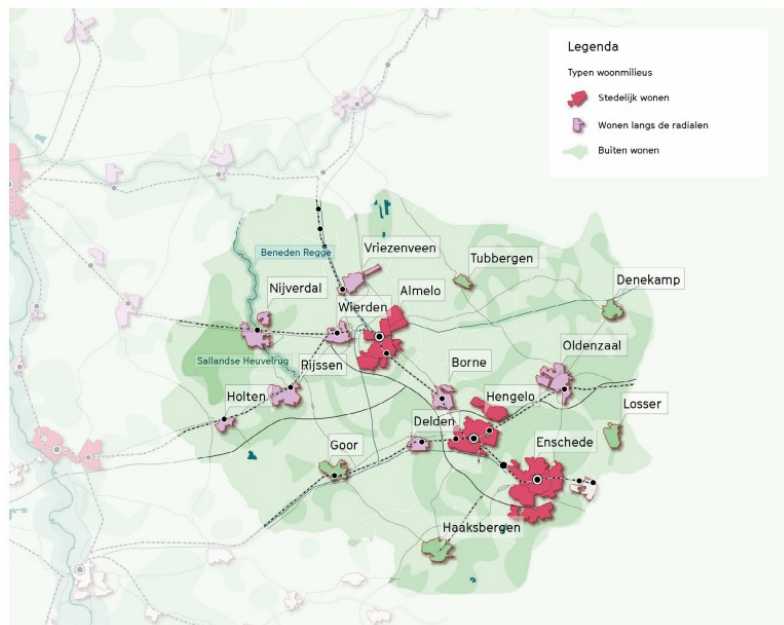 Legenda
Typen woonmilieus
Stedelijk wonen
Wonen langs de radialen
Buiten wonen
Vriezenveen
Beneden Regge
Tubbergen
Denekamp
Nijverdal
Almelo
Wierden
Oldenzaal
Sallandse Heuvelrug
Rijssen
Borne
Holten
Hengelo
Losser
Delden
Goor
Enschede
Haaksbergen